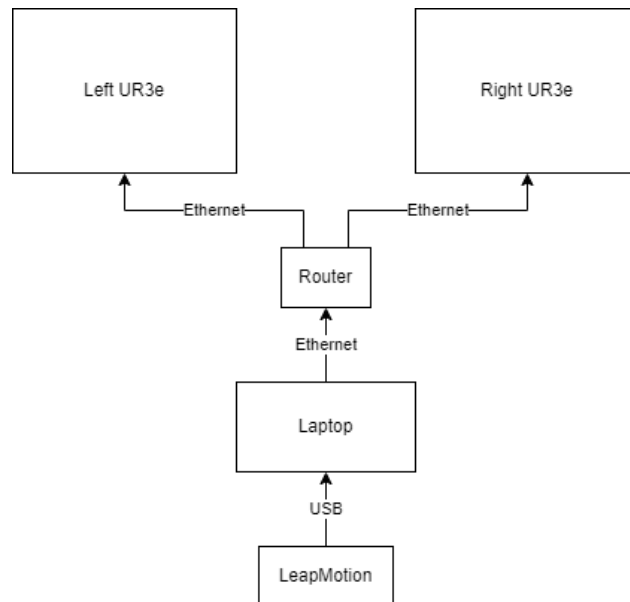 Left UR3e
Right UR3e
Ethernet
Ethernet
Router
Ethernet
Laptop
USB
LeapMotion